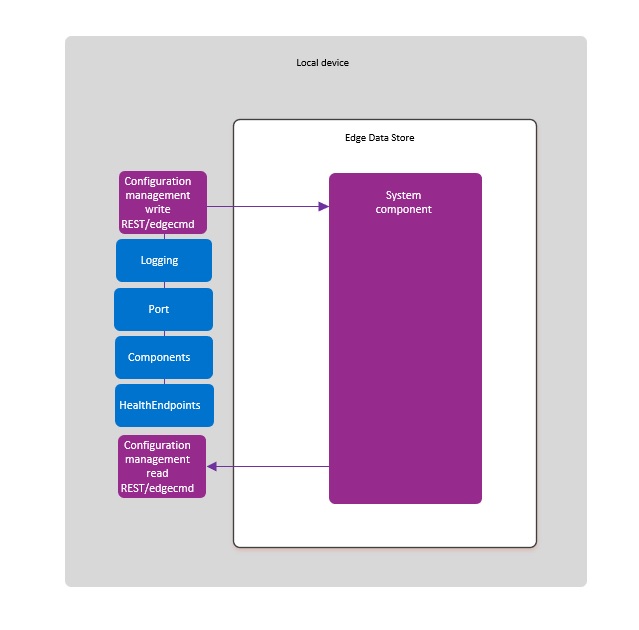 Local device
Edge Data Store
Configuration
management
write
REST/edgecmd
System
component
Logging
Port
Components
HealthEndpoints
Configuration
management
read
REST/edgecmd